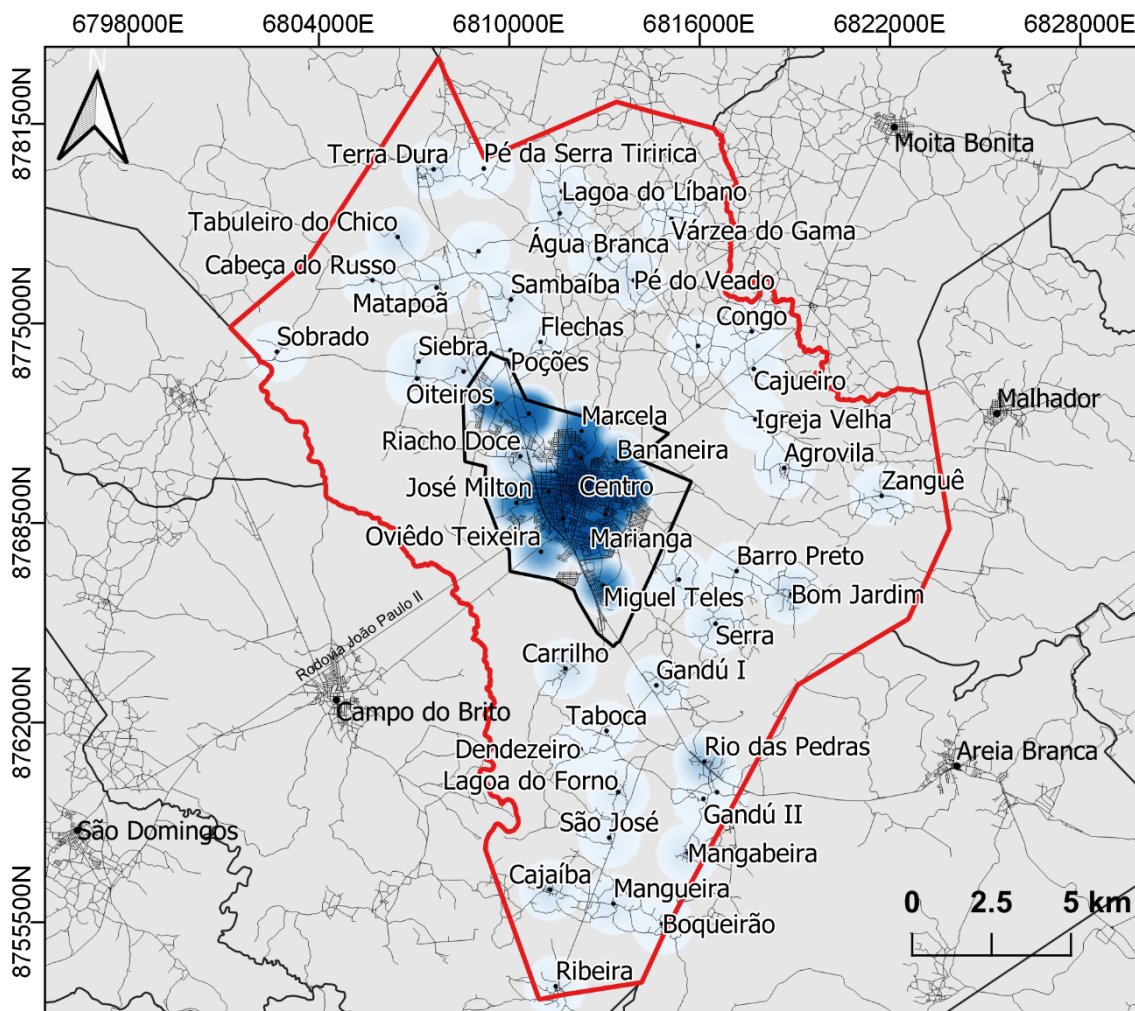 6798000E 6804000E 6810000E 6816000E 6822000E 6828000E
N
8781500N
Moita Bonita
Terra Dura
Pé da Serra Tiririca
Lagoa do Líbano
Tabuleiro do Chico
Várzea do Gama
Água Branca
Cabeça do Russo
Pé do Veado
Sambaíba
Matapoã
8775000N
Flechas
Congo
Sobrado
Siebra
Poções
Cajueiro
Oiteiros
Malhador
Marcela
Igreja Velha
Riacho Doce
Bananeira
Agrovila
José Milton
Centro
Zanguê
8768500N
Oviêdo Teixeira
Marianga
Barro Preto
Miguel Teles
Bom Jardim
Rodovia João Paulo II
Serra
Carrilho
Gandú I
8762000N
Campo do Brito
Taboca
Dendezeiro
Rio das Pedras
Areia Branca
Lagoa do Forno
Gandú II
São José
São Domingos
Mangabeira
Cajaíba
Mangueira
0 2.5 5 km
8755500N
Boqueirão
Ribeira